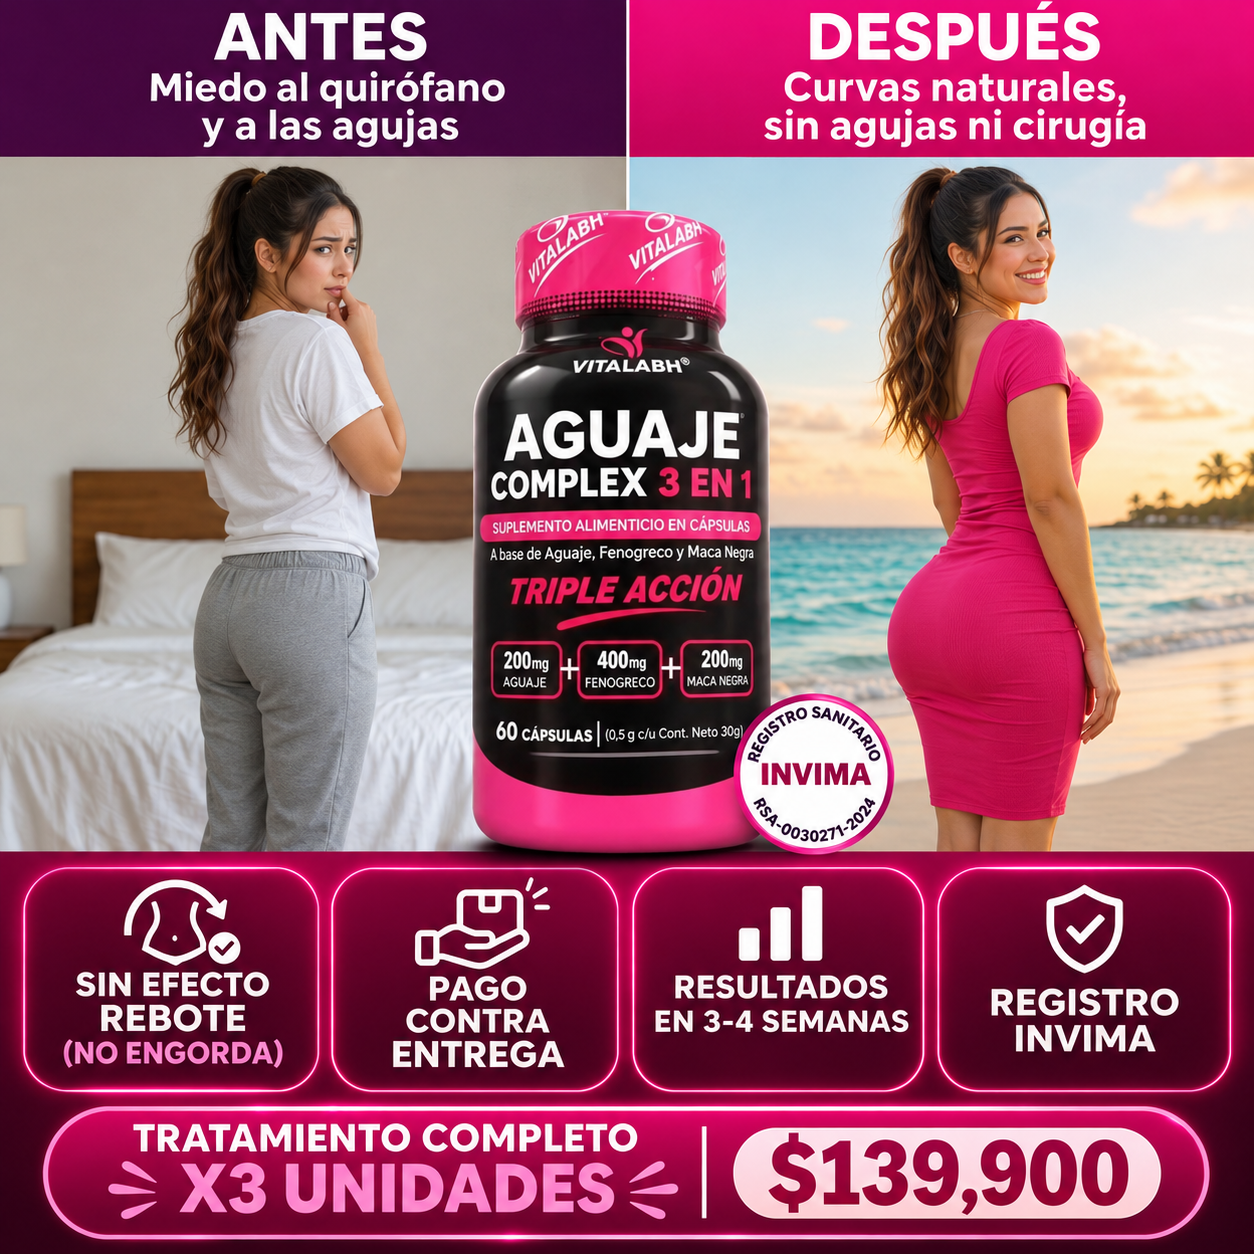 ANTES
Miedo al quirófano
y a las agujas
DESPUÉS
Curvas naturales,
sin agujas ni cirugía
VITALABH
VITALABH
VITALABH®
AGUAJE
COMPLEX 3 EN 1
SUPLEMENTO ALIMENTICIO EN CÁPSULAS
A base de Aguaje, Fenogreco y Maca Negra
TRIPLE ACCIÓN
200mg + 400mg + 200mg
AGUAJE FENOGRECO MACA NEGRA
60 CÁPSULAS | (0,5 g c/u Cont. Neto 30g)
REGISTRO SANITARIO
INVIMA
RSA-0030271-2024
SIN EFECTO
REBOTE
(NO ENGORDA)
PAGO
CONTRA
ENTREGA
RESULTADOS
EN 3-4 SEMANAS
REGISTRO
INVIMA
TRATAMIENTO COMPLETO
X3 UNIDADES
$139,900